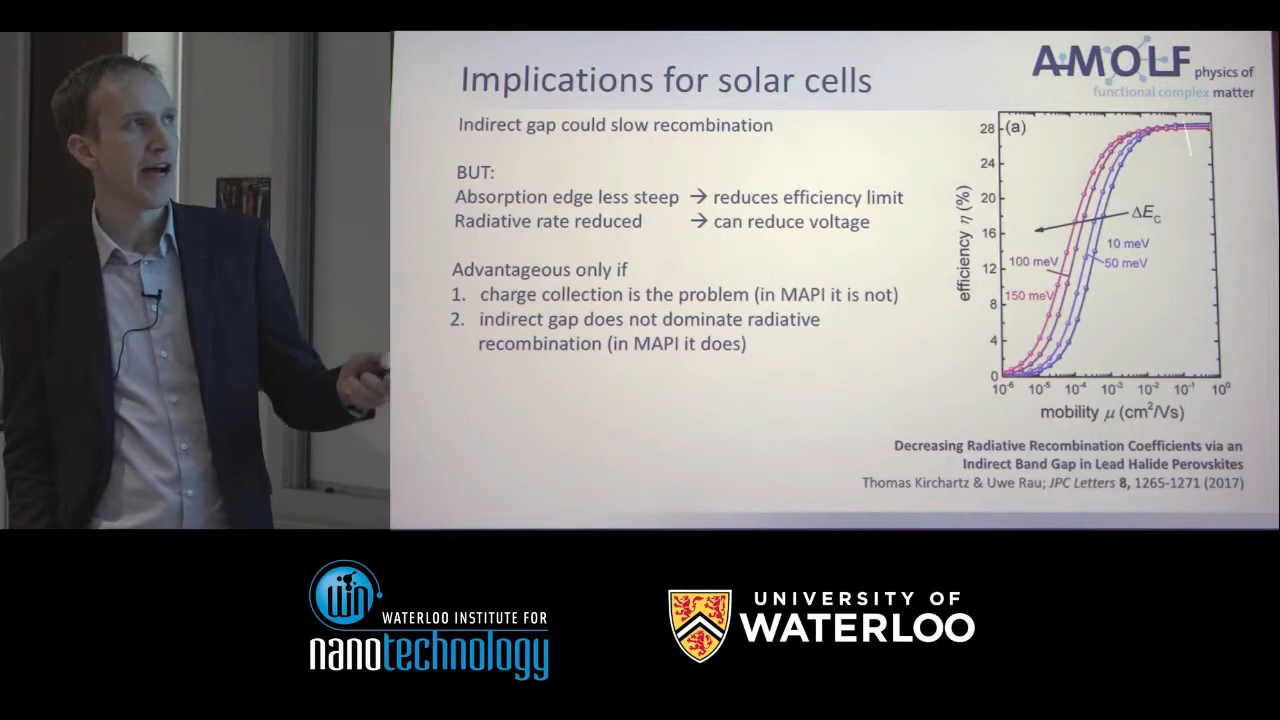 Implications for solar cells
AMOLF physics of
functional complex matter
Indirect gap could slow recombination
BUT:
Absorption edge less steep → reduces efficiency limit
Radiative rate reduced → can reduce voltage
Advantageous only if
1. charge collection is the problem (in MAPI it is not)
2. indirect gap does not dominate radiative
recombination (in MAPI it does)
(a)
efficiency η (%)
28
24
20
16
12
8
4
0
ΔE_C
10 meV
50 meV
100 meV
150 meV
10⁻⁶ 10⁻⁵ 10⁻⁴ 10⁻³ 10⁻² 10⁻¹ 10⁰
mobility μ (cm²/Vs)
Decreasing Radiative Recombination Coefficients via an
Indirect Band Gap in Lead Halide Perovskites
Thomas Kirchartz & Uwe Rau; JPC Letters 8, 1265-1271 (2017)
WIN
WATERLOO INSTITUTE FOR
nanotechnology
UNIVERSITY OF
WATERLOO